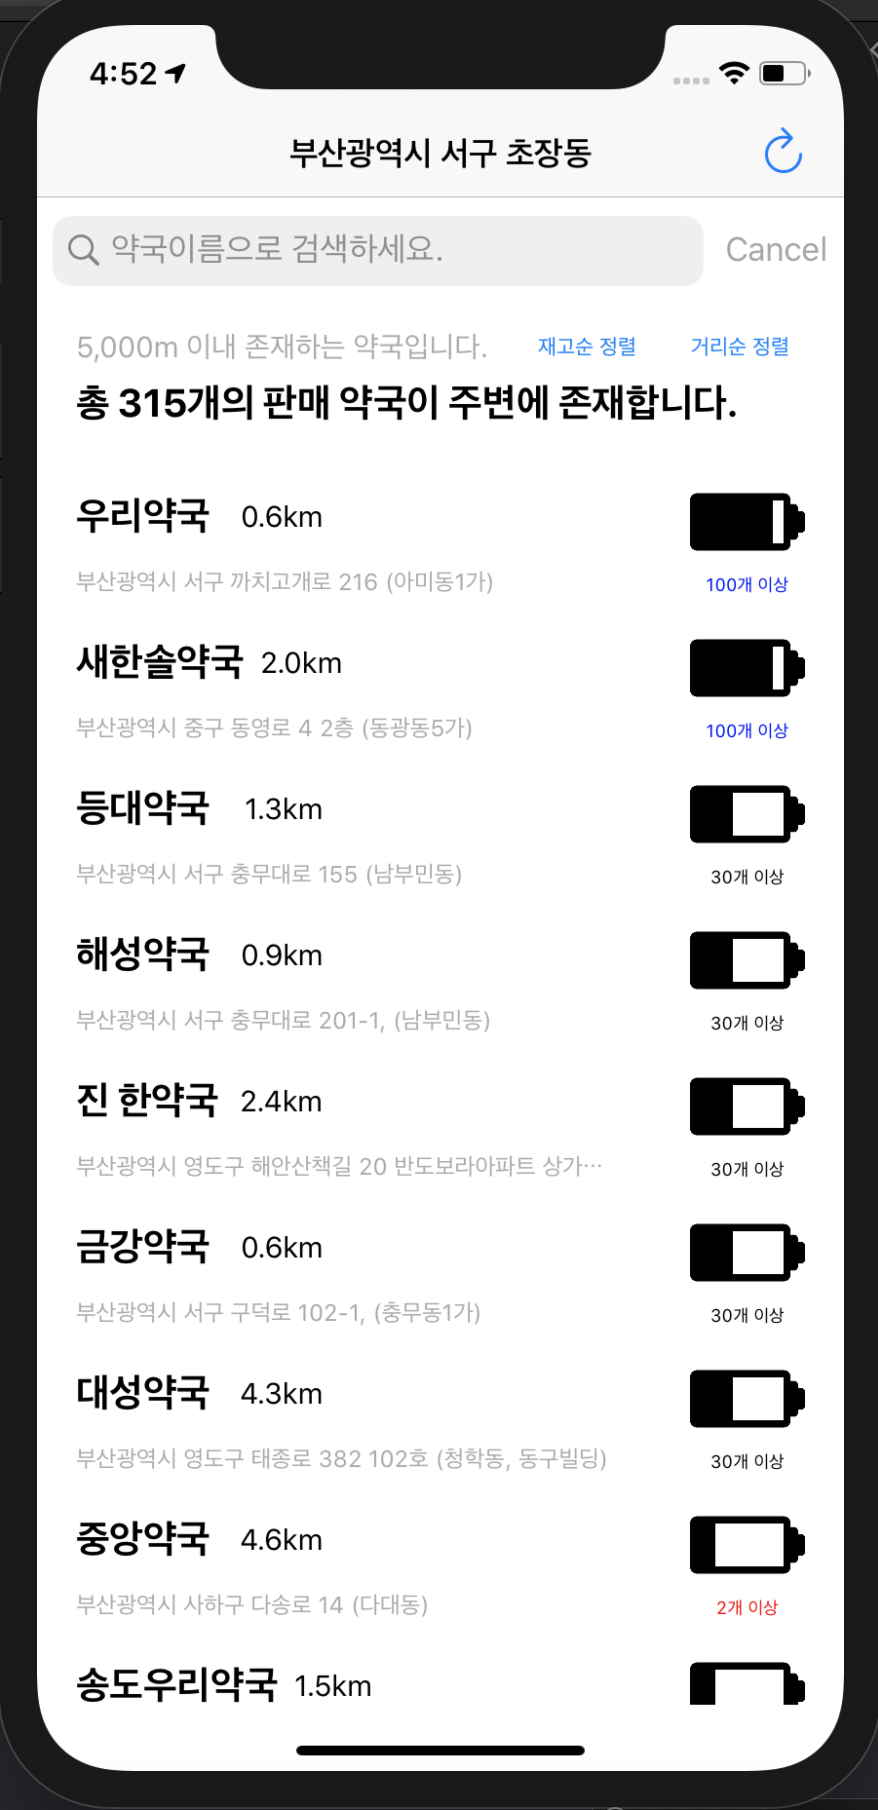 4:52
부산광역시 서구 초장동
약국이름으로 검색하세요.
Cancel
5,000m 이내 존재하는 약국입니다. 재고순 정렬 거리순 정렬
총 315개의 판매 약국이 주변에 존재합니다.
우리약국 0.6km
부산광역시 서구 까치고개로 216 (아미동1가)
100개 이상
새한솔약국 2.0km
부산광역시 중구 동영로 4 2층 (동광동5가)
100개 이상
등대약국 1.3km
부산광역시 서구 충무대로 155 (남부민동)
30개 이상
해성약국 0.9km
부산광역시 서구 충무대로 201-1, (남부민동)
30개 이상
진 한약국 2.4km
부산광역시 영도구 해안산책길 20 반도보라아파트 상가…
30개 이상
금강약국 0.6km
부산광역시 서구 구덕로 102-1, (충무동1가)
30개 이상
대성약국 4.3km
부산광역시 영도구 태종로 382 102호 (청학동, 동구빌딩)
30개 이상
중앙약국 4.6km
부산광역시 사하구 다송로 14 (다대동)
2개 이상
송도우리약국 1.5km